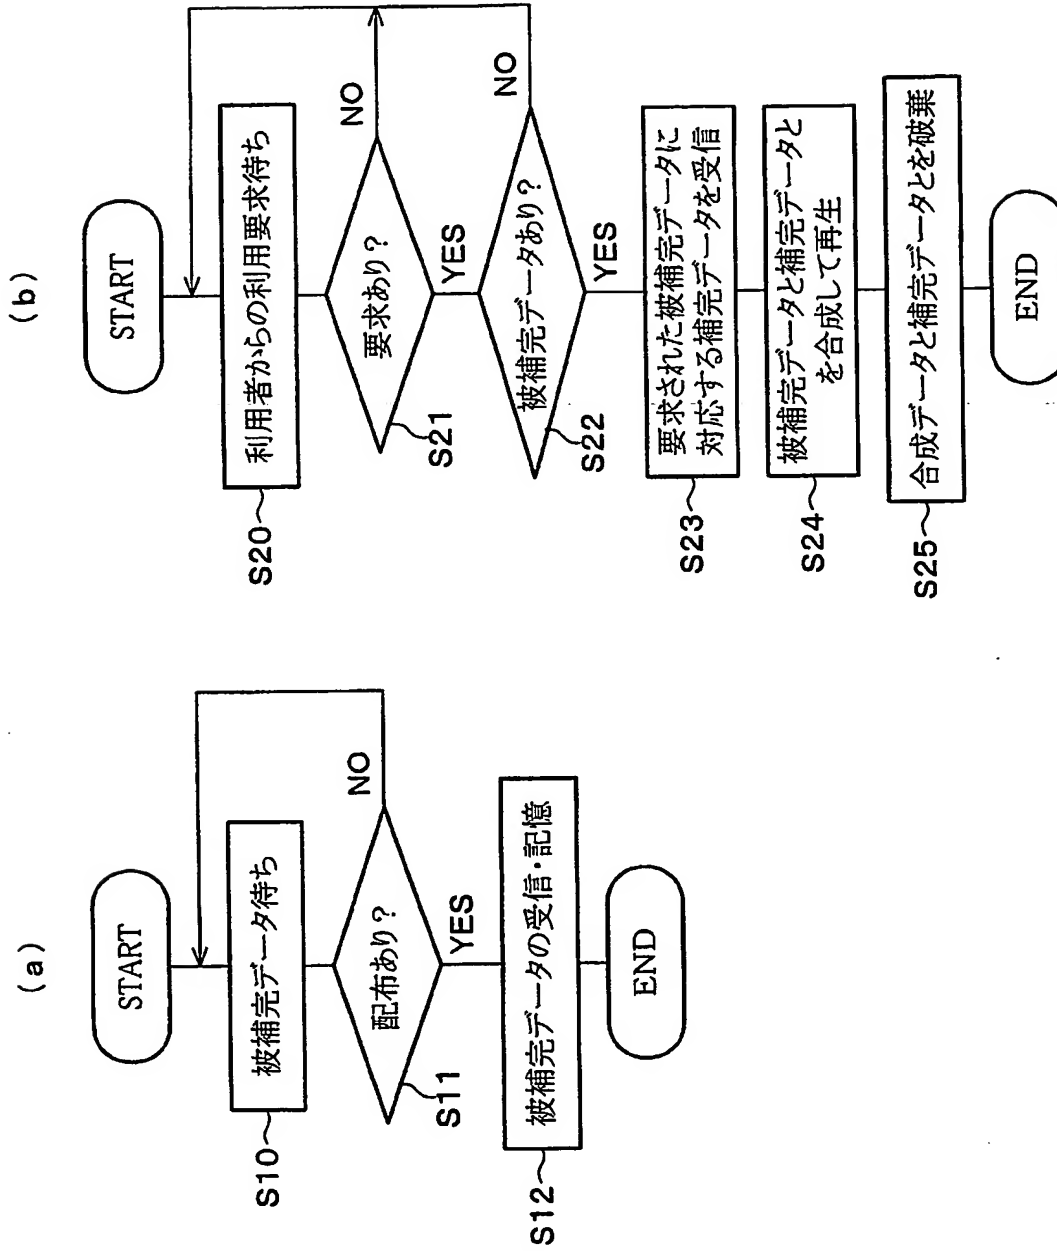 (a)
START
被補完データ待ち
S10
配布あり?
NO
S11
YES
被補完データの受信・記憶
S12
END
(b)
START
利用者からの利用要求待ち
S20
要求あり?
NO
S21
YES
被補完データあり?
NO
S22
YES
要求された被補完データに
対応する補完データを受信
S23
被補完データと補完データと
を合成して再生
S24
合成データと補完データとを破棄
S25
END